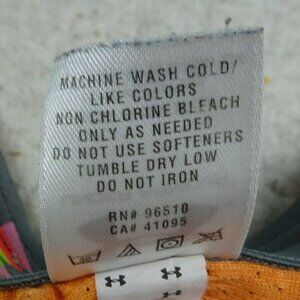 MACHINE WASH COLD/
LIKE COLORS
NON CHLORINE BLEACH
ONLY AS NEEDED
DO NOT USE SOFTENERS
TUMBLE DRY LOW
DO NOT IRON
RN# 96510
CA# 41095